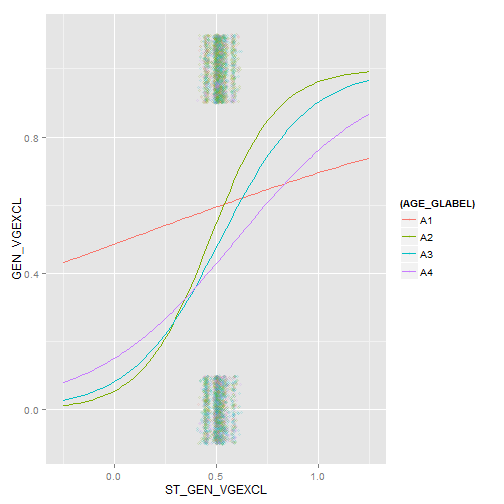 0.8
0.4
0.0
GEN_VGEXCL
0.0 0.5 1.0
ST_GEN_VGEXCL
(AGE_GLABEL)
A1
A2
A3
A4